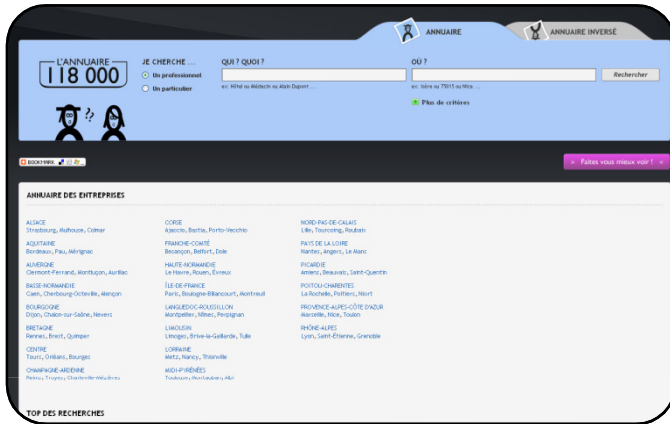 ANNUAIRE
ANNUAIRE INVERSÉ
L'ANNUAIRE
118 000
JE CHERCHE ...
Un professionnel
Un particulier
QUI ? QUOI ?
ex: Hôtel ou Médecin ou Alain Dupont ...
OÙ ?
ex: Isère ou 75015 ou Nice ...
Rechercher
Plus de critères
??
BOOKMARK
Faites vous mieux voir !
ANNUAIRE DES ENTREPRISES
ALSACE
Strasbourg, Mulhouse, Colmar
AQUITAINE
Bordeaux, Pau, Mérignac
AUVERGNE
Clermont-Ferrand, Montluçon, Aurillac
BASSE-NORMANDIE
Caen, Cherbourg-Octeville, Alençon
BOURGOGNE
Dijon, Chalon-sur-Saône, Nevers
BRETAGNE
Rennes, Brest, Quimper
CENTRE
Tours, Orléans, Bourges
CHAMPAGNE-ARDENNE
Reims, Troyes, Charleville-Mézières
CORSE
Ajaccio, Bastia, Porto-Vecchio
FRANCHE-COMTÉ
Besançon, Belfort, Dole
HAUTE-NORMANDIE
Le Havre, Rouen, Évreux
ÎLE-DE-FRANCE
Paris, Boulogne-Billancourt, Montreuil
LANGUEDOC-ROUSSILLON
Montpellier, Nîmes, Perpignan
LIMOUSIN
Limoges, Brive-la-Gaillarde, Tulle
LORRAINE
Metz, Nancy, Thionville
MIDI-PYRÉNÉES
Toulouse, Montauban, Albi
NORD-PAS-DE-CALAIS
Lille, Tourcoing, Roubaix
PAYS DE LA LOIRE
Nantes, Angers, Le Mans
PICARDIE
Amiens, Beauvais, Saint-Quentin
POITOU-CHARENTES
La Rochelle, Poitiers, Niort
PROVENCE-ALPES-CÔTE D'AZUR
Marseille, Nice, Toulon
RHÔNE-ALPES
Lyon, Saint-Étienne, Grenoble
TOP DES RECHERCHES